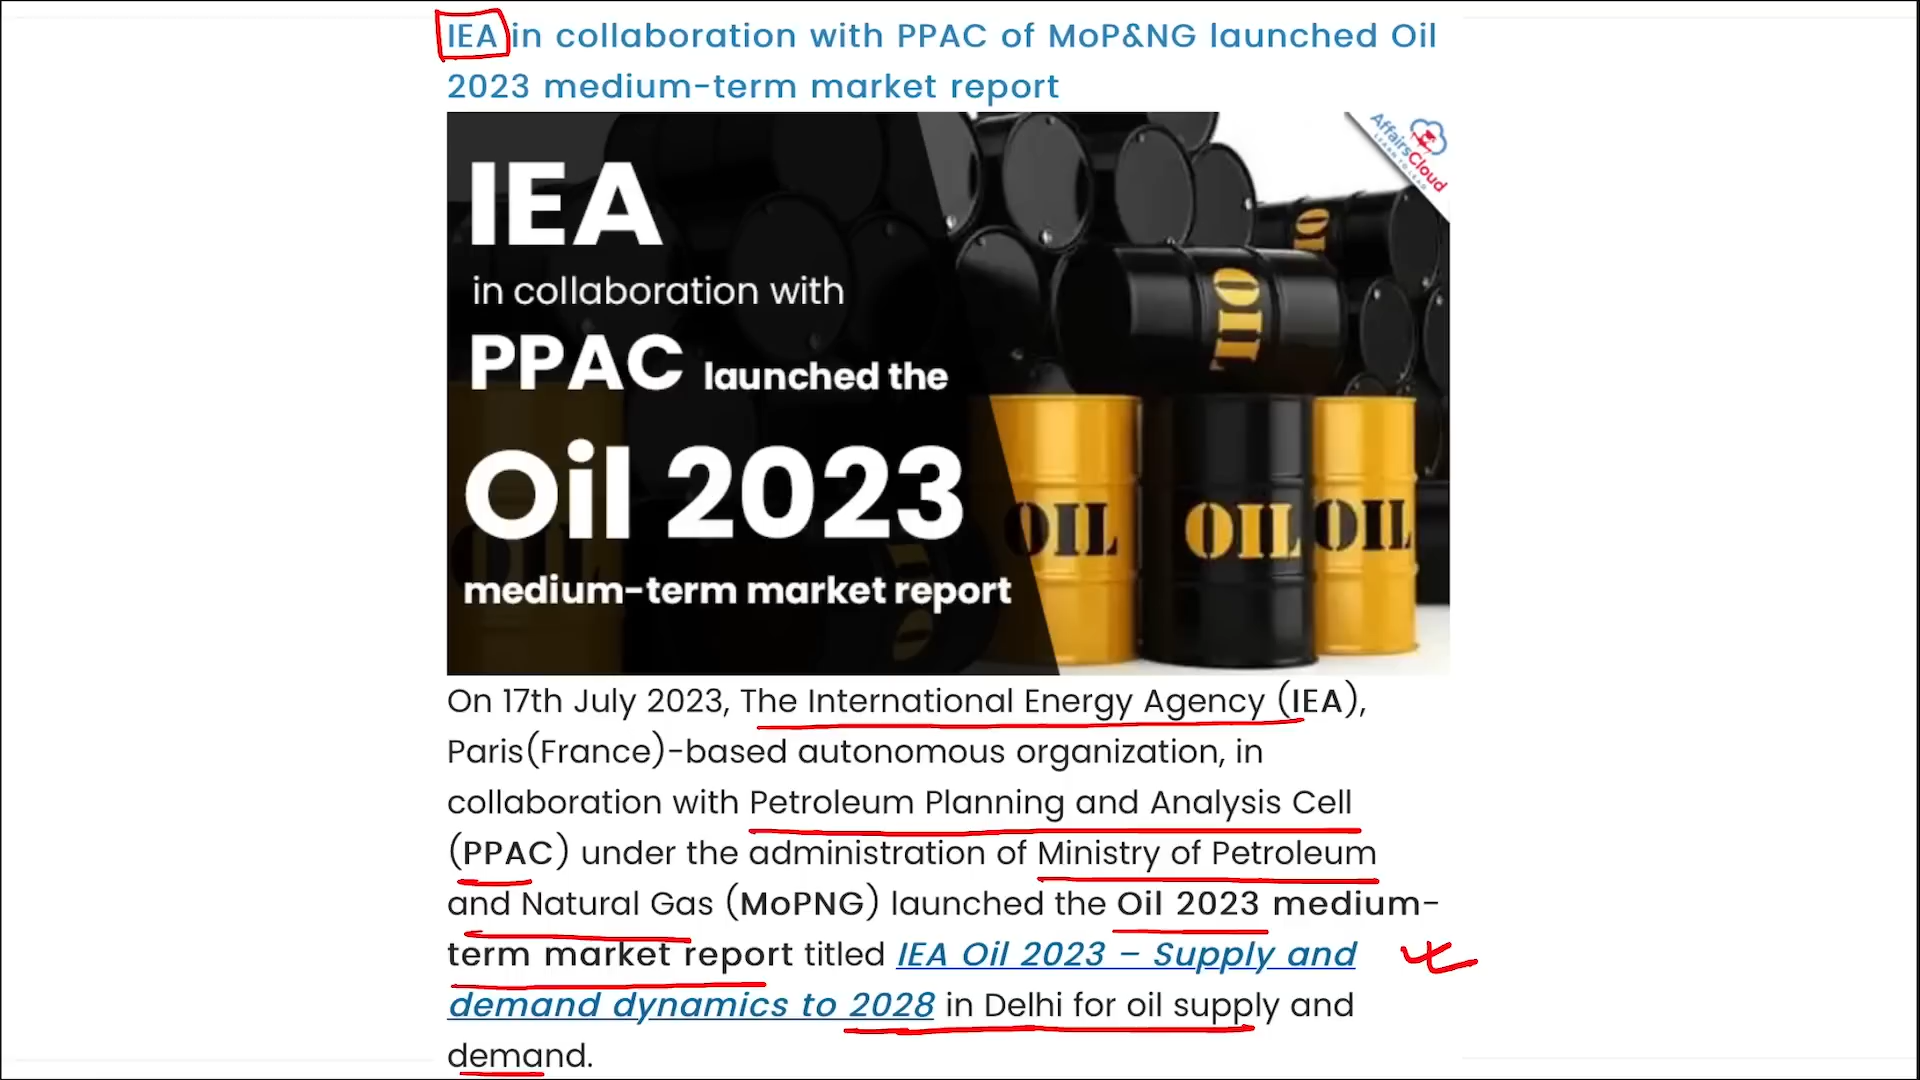 IEA in collaboration with PPAC of MoP&NG launched Oil
2023 medium-term market report
AffairsCloud
LEARN TO LEAD
IEA
in collaboration with
PPAC launched the
Oil 2023
medium-term market report
OIL
OIL
OIL
OIL
OIL
On 17th July 2023, The International Energy Agency (IEA),
Paris(France)-based autonomous organization, in
collaboration with Petroleum Planning and Analysis Cell
(PPAC) under the administration of Ministry of Petroleum
and Natural Gas (MoPNG) launched the Oil 2023 medium-
term market report titled IEA Oil 2023 – Supply and
demand dynamics to 2028 in Delhi for oil supply and
demand.